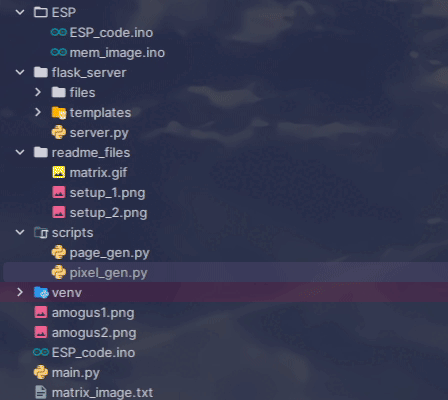 ESP
ESP_code.ino
mem_image.ino
flask_server
files
templates
server.py
readme_files
matrix.gif
setup_1.png
setup_2.png
scripts
page_gen.py
pixel_gen.py
venv
amogus1.png
amogus2.png
ESP_code.ino
main.py
matrix_image.txt